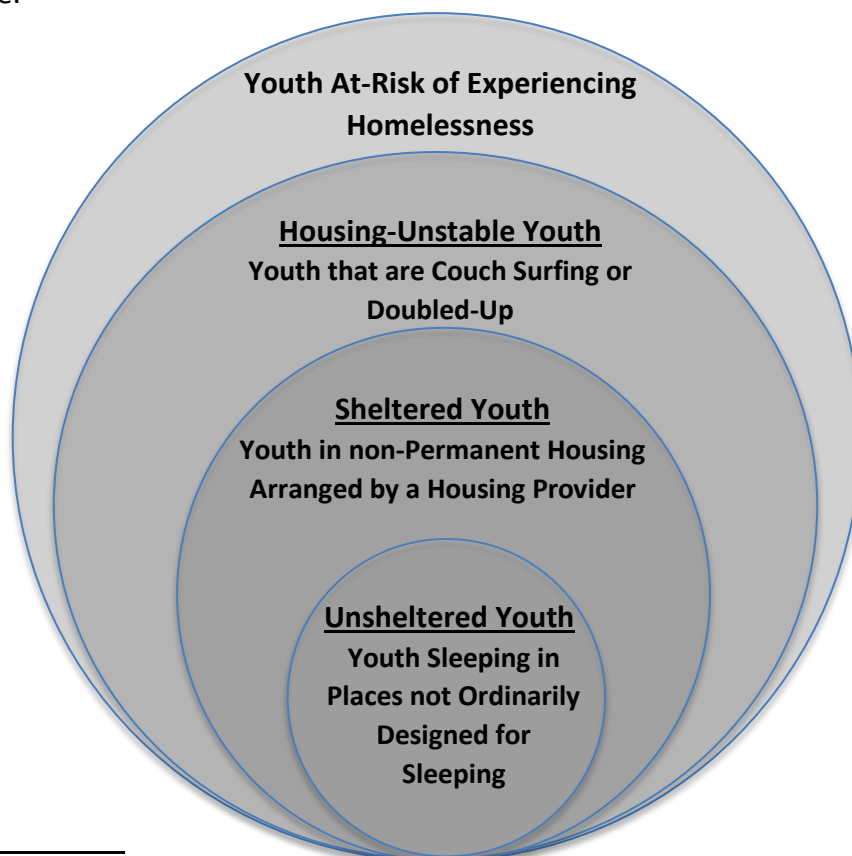 e.
Youth At-Risk of Experiencing
Homelessness
Housing-Unstable Youth
Youth that are Couch Surfing or
Doubled-Up
Sheltered Youth
Youth in non-Permanent Housing
Arranged by a Housing Provider
Unsheltered Youth
Youth Sleeping in
Places not Ordinarily
Designed for
Sleeping